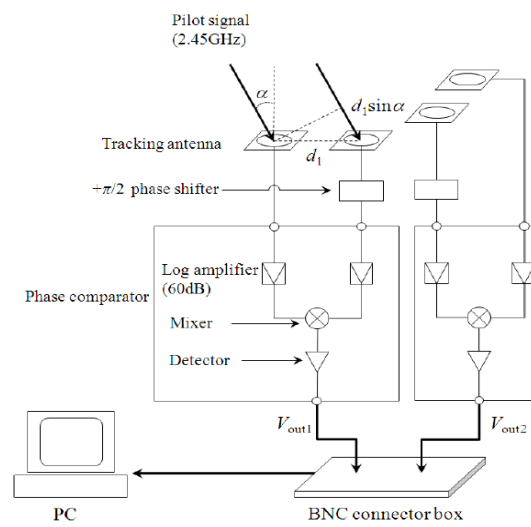 Pilot signal
(2.45GHz)
α
d₁sinα
Tracking antenna
d₁
+π/2 phase shifter
Log amplifier
(60dB)
Phase comparator
Mixer
Detector
Vout1
Vout2
PC
BNC connector box